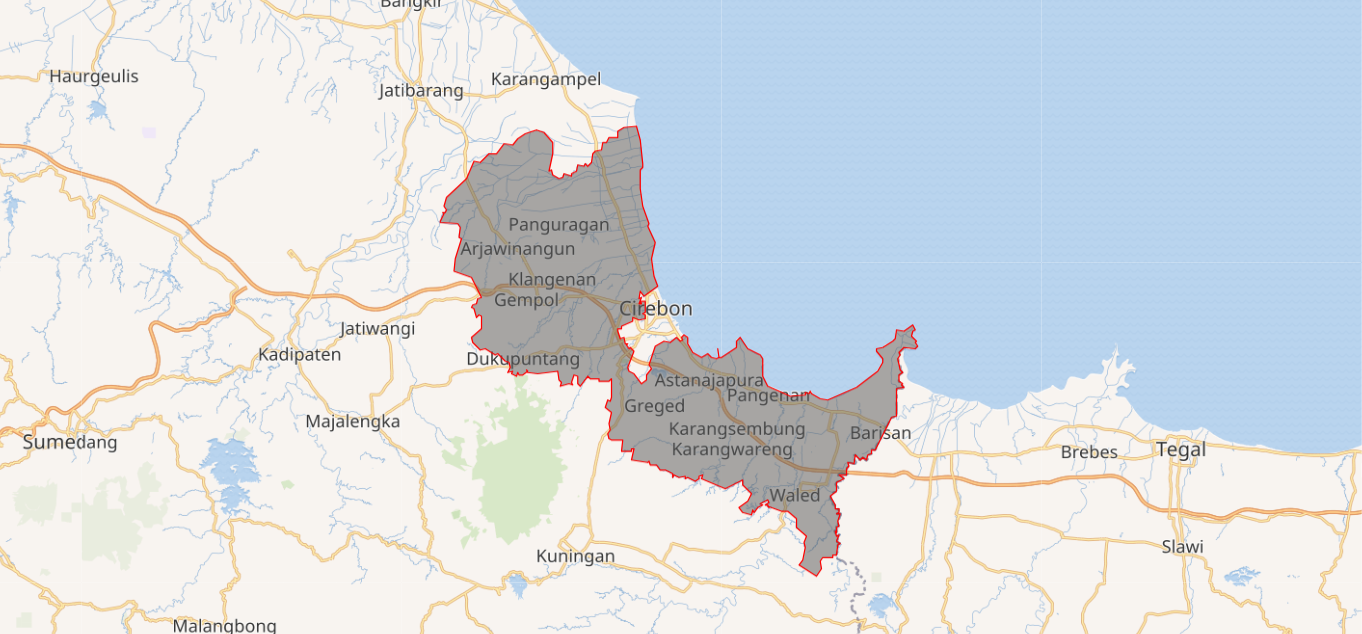 Bangkir
Haurgeulis
Karangampel
Jatibarang
Panguragan
Arjawinangun
Klangenan
Gempol
Cirebon
Jatiwangi
Kadipaten
Dukupuntang
Astanajapura
Pangenan
Greged
Majalengka
Karangsembung
Barisan
Sumedang
Karangwareng
Brebes
Tegal
Waled
Kuningan
Slawi
Malangbong